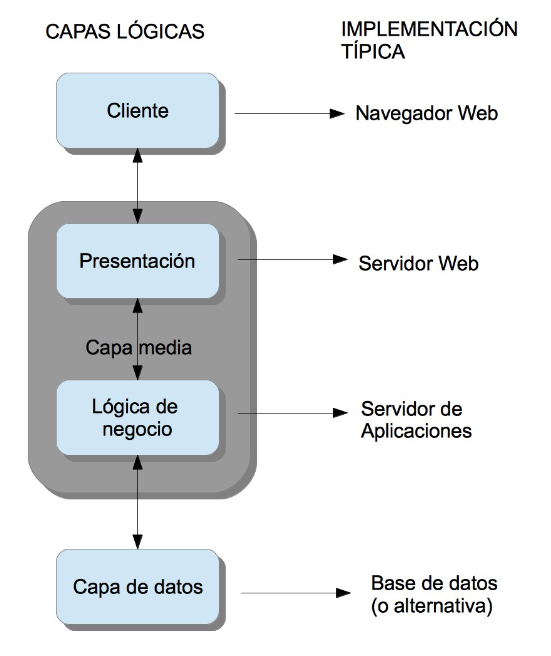 CAPAS LÓGICAS
IMPLEMENTACIÓN
TÍPICA
Cliente
Navegador Web
Presentación
Servidor Web
Capa media
Lógica de
negocio
Servidor de
Aplicaciones
Capa de datos
Base de datos
(o alternativa)